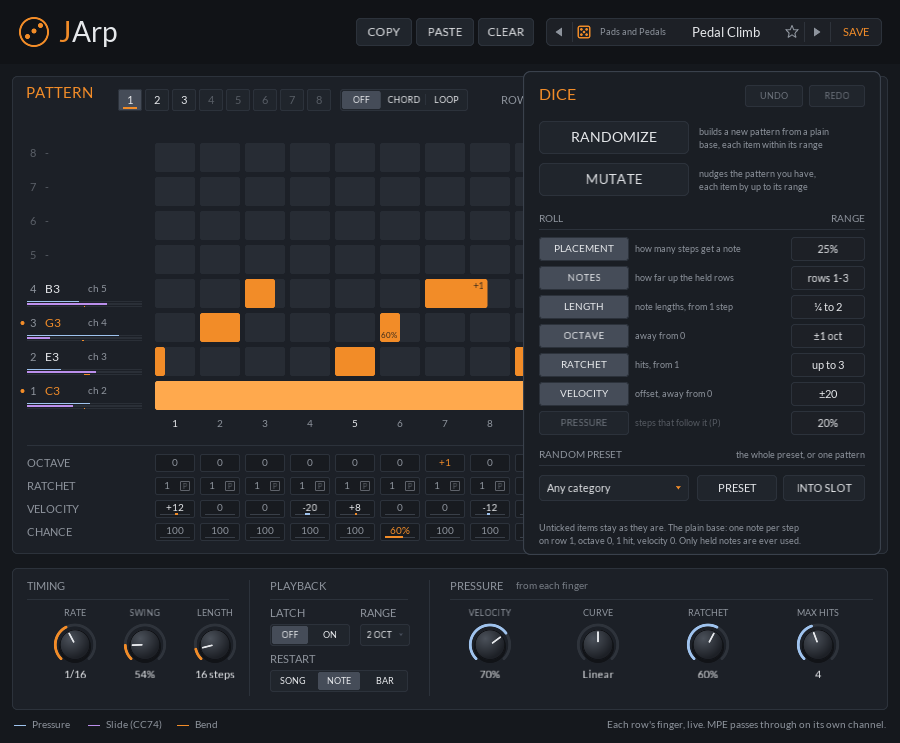 JArp
COPY PASTE CLEAR
Pads and Pedals Pedal Climb SAVE
PATTERN 1 2 3 4 5 6 7 8 OFF CHORD LOOP
8 -
7 -
6 -
5 -
4 B3 ch 5 +1
3 G3 ch 4 60%
2 E3 ch 3
1 C3 ch 2
1 2 3 4 5 6 7 8
OCTAVE 0 0 0 0 0 0 +1 0
RATCHET 1 P 1 P 1 P 1 P 1 P 1 P 1 P 1 P
VELOCITY +12 0 0 -20 +8 0 0 -12
CHANCE 100 100 100 100 100 60% 100 100
DICE UNDO REDO
RANDOMIZE
builds a new pattern from a plain
base, each item within its range
MUTATE
nudges the pattern you have,
each item by up to its range
ROLL RANGE
PLACEMENT how many steps get a note 25%
NOTES how far up the held rows rows 1-3
LENGTH note lengths, from 1 step ¼ to 2
OCTAVE away from 0 ±1 oct
RATCHET hits, from 1 up to 3
VELOCITY offset, away from 0 ±20
PRESSURE steps that follow it (P) 20%
RANDOM PRESET the whole preset, or one pattern
Any category PRESET INTO SLOT
Unticked items stay as they are. The plain base: one note per step
on row 1, octave 0, 1 hit, velocity 0. Only held notes are ever used.
TIMING
RATE SWING LENGTH
1/16 54% 16 steps
PLAYBACK
LATCH RANGE
OFF ON 2 OCT
RESTART
SONG NOTE BAR
PRESSURE from each finger
VELOCITY CURVE RATCHET MAX HITS
70% Linear 60% 4
Pressure Slide (CC74) Bend
Each row's finger, live. MPE passes through on its own channel.